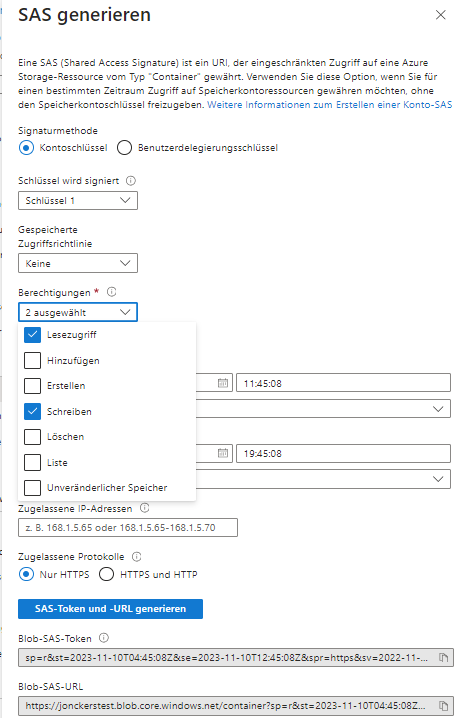 SAS generieren
Eine SAS (Shared Access Signature) ist ein URI, der eingeschränkten Zugriff auf eine Azure
Storage-Ressource vom Typ "Container" gewährt. Verwenden Sie diese Option, wenn Sie für
einen bestimmten Zeitraum Zugriff auf Speicherkontoressourcen gewähren möchten, ohne
den Speicherkontoschlüssel freizugeben. Weitere Informationen zum Erstellen einer Konto-SAS
Signaturmethode
Kontoschlüssel Benutzerdelegierungsschlüssel
Schlüssel wird signiert
Schlüssel 1
Gespeicherte
Zugriffsrichtlinie
Keine
Berechtigungen *
2 ausgewählt
Lesezugriff
Hinzufügen
Erstellen
11:45:08
Schreiben
Löschen
19:45:08
Liste
Unveränderlicher Speicher
Zugelassene IP-Adressen
z. B. 168.1.5.65 oder 168.1.5.65-168.1.5.70
Zugelassene Protokolle
Nur HTTPS HTTPS und HTTP
SAS-Token und -URL generieren
Blob-SAS-Token
sp=r&st=2023-11-10T04:45:08Z&se=2023-11-10T12:45:08Z&spr=https&sv=2022-11-...
Blob-SAS-URL
https://jonckerstest.blob.core.windows.net/container?sp=r&st=2023-11-10T04:45:08Z...